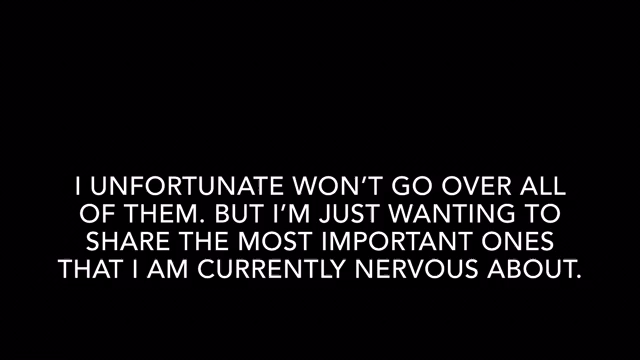 I UNFORTUNATE WON'T GO OVER ALL
OF THEM. BUT I'M JUST WANTING TO
SHARE THE MOST IMPORTANT ONES
THAT I AM CURRENTLY NERVOUS ABOUT.